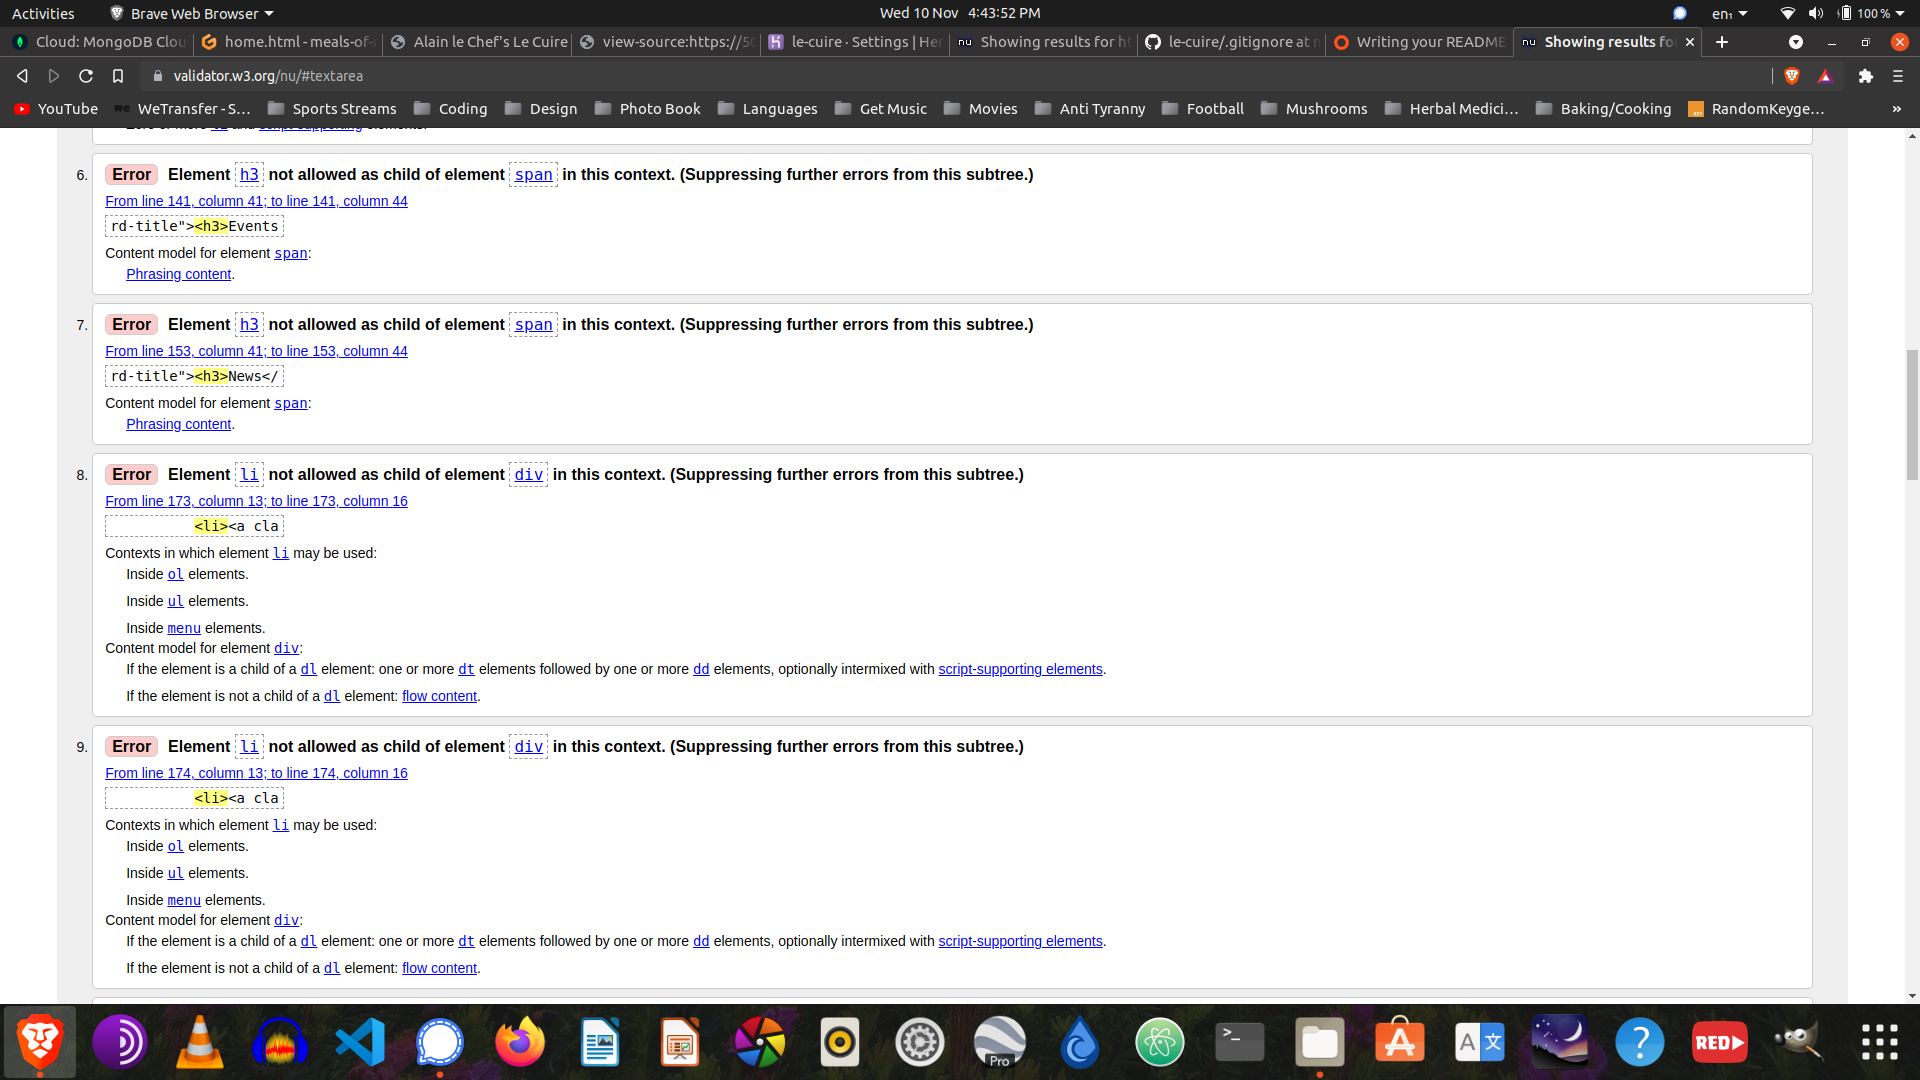 Activities Brave Web Browser Wed 10 Nov 4:43:52 PM en₁ 100 %
Cloud: MongoDB Clou home.html - meals-of- Alain le Chef's Le Cuire view-source:https://50 le-cuire · Settings | Her Showing results for ht le-cuire/.gitignore at m Writing your README Showing results fo
validator.w3.org/nu/#textarea
YouTube WeTransfer - S… Sports Streams Coding Design Photo Book Languages Get Music Movies Anti Tyranny Football Mushrooms Herbal Medici… Baking/Cooking RandomKeyge… »
6. Error Element h3 not allowed as child of element span in this context. (Suppressing further errors from this subtree.)
From line 141, column 41; to line 141, column 44
rd-title"><h3>Events
Content model for element span:
Phrasing content.
7. Error Element h3 not allowed as child of element span in this context. (Suppressing further errors from this subtree.)
From line 153, column 41; to line 153, column 44
rd-title"><h3>News</
Content model for element span:
Phrasing content.
8. Error Element li not allowed as child of element div in this context. (Suppressing further errors from this subtree.)
From line 173, column 13; to line 173, column 16
<li><a cla
Contexts in which element li may be used:
Inside ol elements.
Inside ul elements.
Inside menu elements.
Content model for element div:
If the element is a child of a dl element: one or more dt elements followed by one or more dd elements, optionally intermixed with script-supporting elements.
If the element is not a child of a dl element: flow content.
9. Error Element li not allowed as child of element div in this context. (Suppressing further errors from this subtree.)
From line 174, column 13; to line 174, column 16
<li><a cla
Contexts in which element li may be used:
Inside ol elements.
Inside ul elements.
Inside menu elements.
Content model for element div:
If the element is a child of a dl element: one or more dt elements followed by one or more dd elements, optionally intermixed with script-supporting elements.
If the element is not a child of a dl element: flow content.
Pro >_ A 文 ? RED